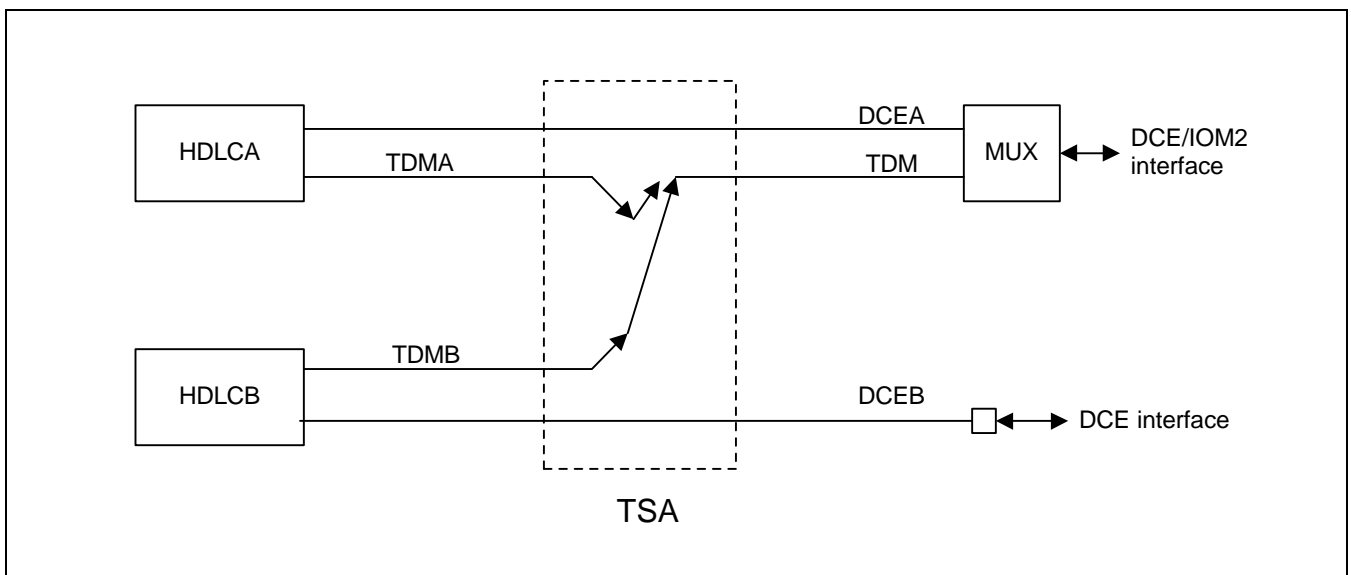 DCEA
HDLCA
MUX
DCE/IOM2
interface
TDMA
TDM
TDMB
HDLCB
DCEB
DCE interface
TSA